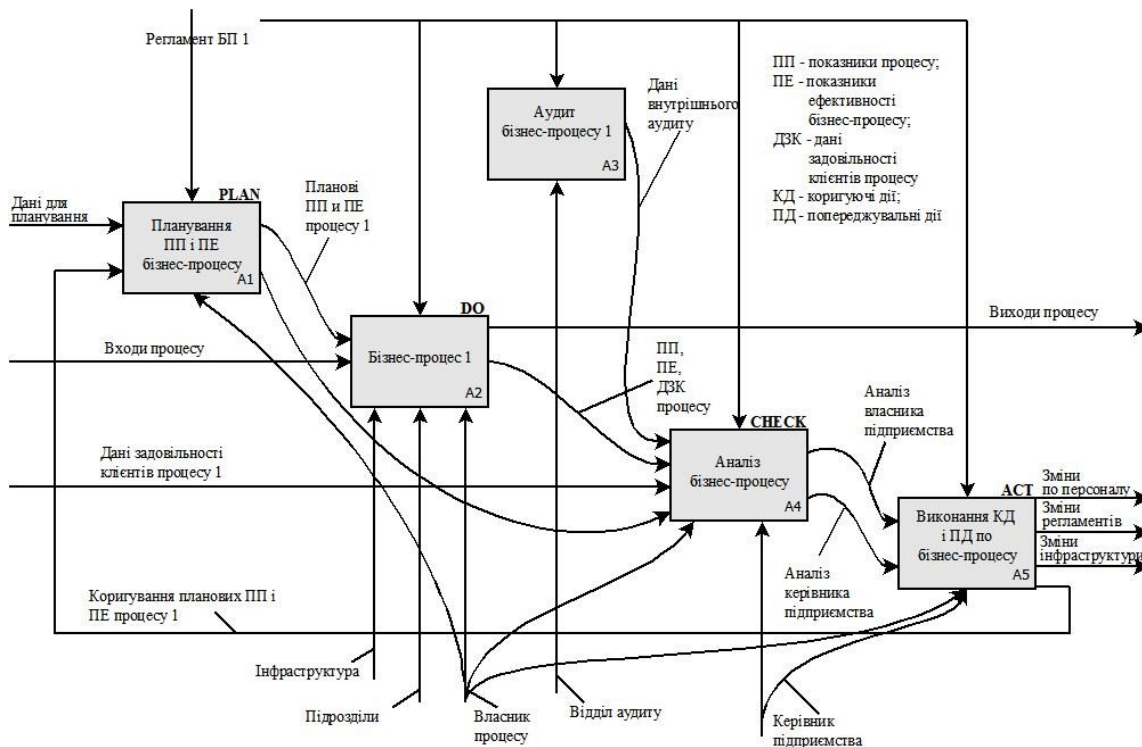 Регламент БП 1
ПП - показники процесу;
ПЕ - показники
ефективності
бізнес-процесу;
ДЗК - дані
задовільності
клієнтів процесу
КД - коригуючі дії;
ПД - попереджувальні дії
Дані
внутрішнього
аудиту
Аудит
бізнес-процесу 1
A3
PLAN
Дані для
планування
Планування
ПП і ПЕ
бізнес-процесу
A1
Планові
ПП и ПЕ
процесу 1
DO
Бізнес-процес 1
A2
Входи процесу
Виходи процесу
ПП,
ПЕ,
ДЗК
процесу
CHECK
Аналіз
бізнес-процесу
A4
Аналіз
власника
підприємства
Дані задовільності
клієнтів процесу 1
ACT
Виконання КД
і ПД по
бізнес-процесу
A5
Зміни
по персоналу
Зміни
регламентів
Зміни
інфраструктури
Аналіз
керівника
підприємства
Коригування планових ПП і
ПЕ процесу 1
Інфраструктура
Підрозділи
Власник
процесу
Відділ аудиту
Керівник
підприємства